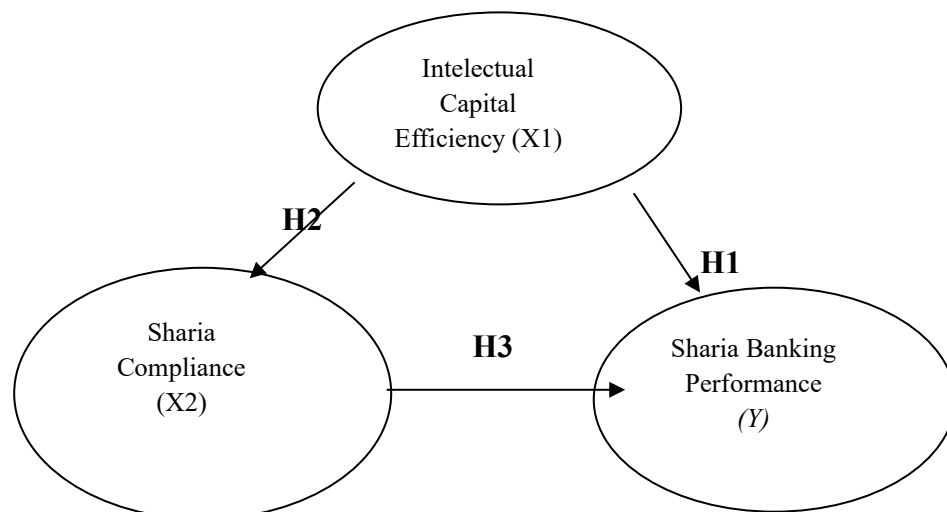 Intelectual
Capital
Efficiency (X1)
H2
H1
Sharia
Compliance
(X2)
H3
Sharia Banking
Performance
(Y)